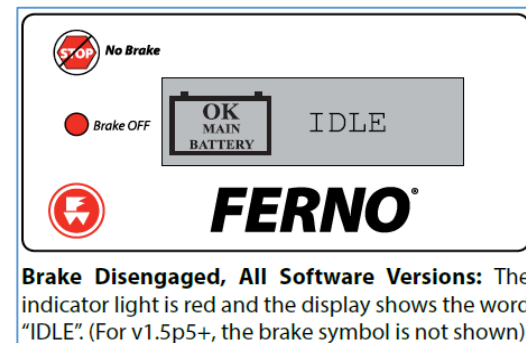 STOP No Brake
Brake OFF
OK
MAIN
BATTERY
IDLE
FERNO®
Brake Disengaged, All Software Versions: The
indicator light is red and the display shows the word
“IDLE”. (For v1.5p5+, the brake symbol is not shown)